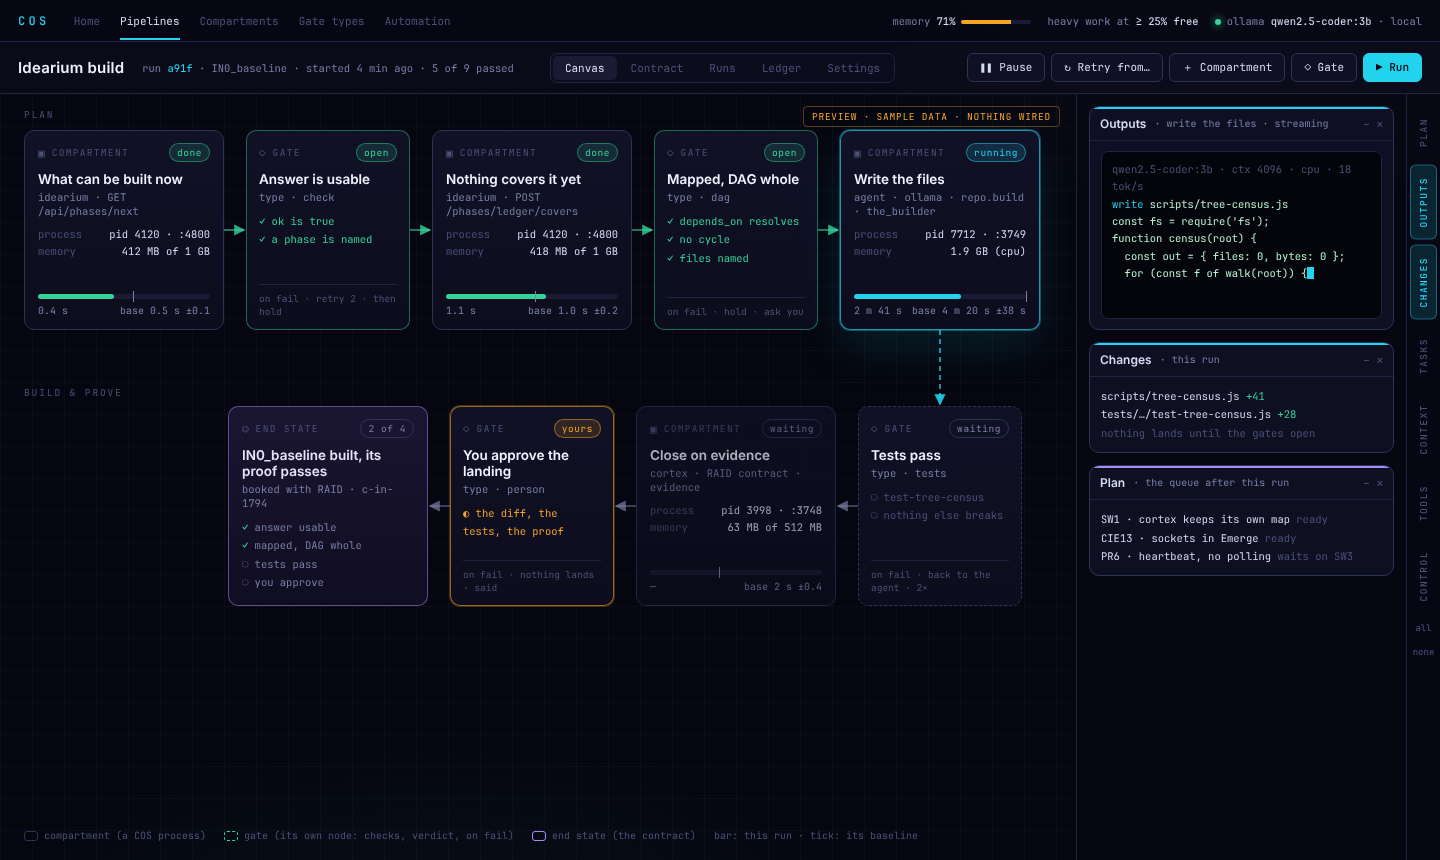 COS Home Pipelines Compartments Gate types Automation memory 71% heavy work at ≥ 25% free ollama qwen2.5-coder:3b · local
Idearium build run a91f · IN0_baseline · started 4 min ago · 5 of 9 passed Canvas Contract Runs Ledger Settings ❚❚ Pause ↻ Retry from… + Compartment ◇ Gate ▶ Run
PLAN
PREVIEW · SAMPLE DATA · NOTHING WIRED
▣ COMPARTMENT done
What can be built now
idearium · GET
/api/phases/next
process pid 4120 · :4800
memory 412 MB of 1 GB
0.4 s base 0.5 s ±0.1
◇ GATE open
Answer is usable
type · check
✓ ok is true
✓ a phase is named
on fail · retry 2 · then
hold
▣ COMPARTMENT done
Nothing covers it yet
idearium · POST
/phases/ledger/covers
process pid 4120 · :4800
memory 418 MB of 1 GB
1.1 s base 1.0 s ±0.2
◇ GATE open
Mapped, DAG whole
type · dag
✓ depends_on resolves
✓ no cycle
✓ files named
on fail · hold · ask you
▣ COMPARTMENT running
Write the files
agent · ollama · repo.build
· the_builder
process pid 7712 · :3749
memory 1.9 GB (cpu)
2 m 41 s base 4 m 20 s ±38 s
BUILD & PROVE
◎ END STATE 2 of 4
IN0_baseline built, its
proof passes
booked with RAID · c-in-
1794
✓ answer usable
✓ mapped, DAG whole
○ tests pass
○ you approve
◇ GATE yours
You approve the
landing
type · person
◐ the diff, the
tests, the proof
on fail · nothing lands
· said
▣ COMPARTMENT waiting
Close on evidence
cortex · RAID contract ·
evidence
process pid 3998 · :3748
memory 63 MB of 512 MB
— base 2 s ±0.4
◇ GATE waiting
Tests pass
type · tests
○ test-tree-census
○ nothing else breaks
on fail · back to the
agent · 2×
compartment (a COS process) gate (its own node: checks, verdict, on fail) end state (the contract) bar: this run · tick: its baseline
Outputs · write the files · streaming − ×
qwen2.5-coder:3b · ctx 4096 · cpu · 18
tok/s
write scripts/tree-census.js
const fs = require('fs');
function census(root) {
const out = { files: 0, bytes: 0 };
for (const f of walk(root)) {
Changes · this run − ×
scripts/tree-census.js +41
tests/…/test-tree-census.js +28
nothing lands until the gates open
Plan · the queue after this run − ×
SW1 · cortex keeps its own map ready
CIE13 · sockets in Emerge ready
PR6 · heartbeat, no polling waits on SW3
PLAN
OUTPUTS
CHANGES
TASKS
CONTEXT
TOOLS
CONTROL
all
none